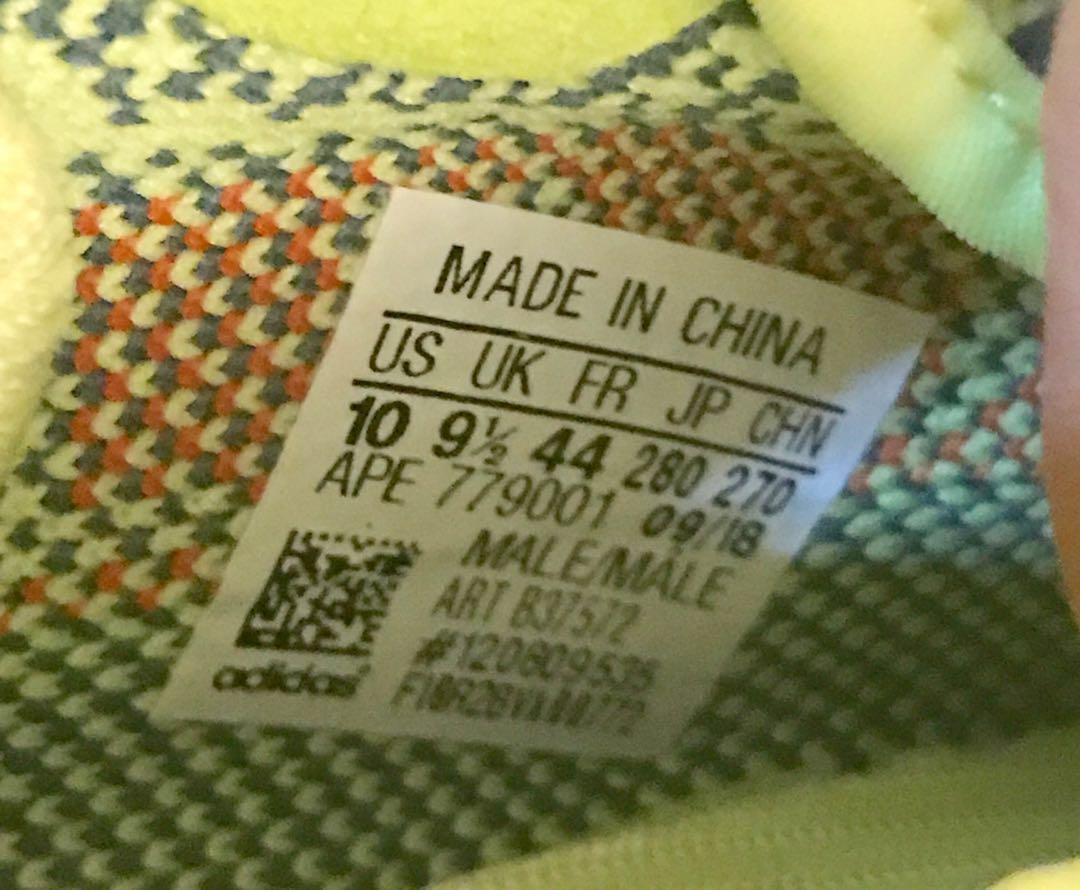 MADE IN CHINA
US UK FR JP CHN
10 9½ 44 280 270
APE 779001 09/18
MALE/MALE
ART B37572
#120809535
adidas